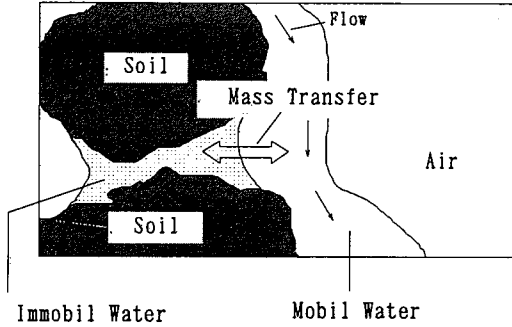 Flow
Soil
Mass Transfer
Air
Soil
Immobil Water
Mobil Water